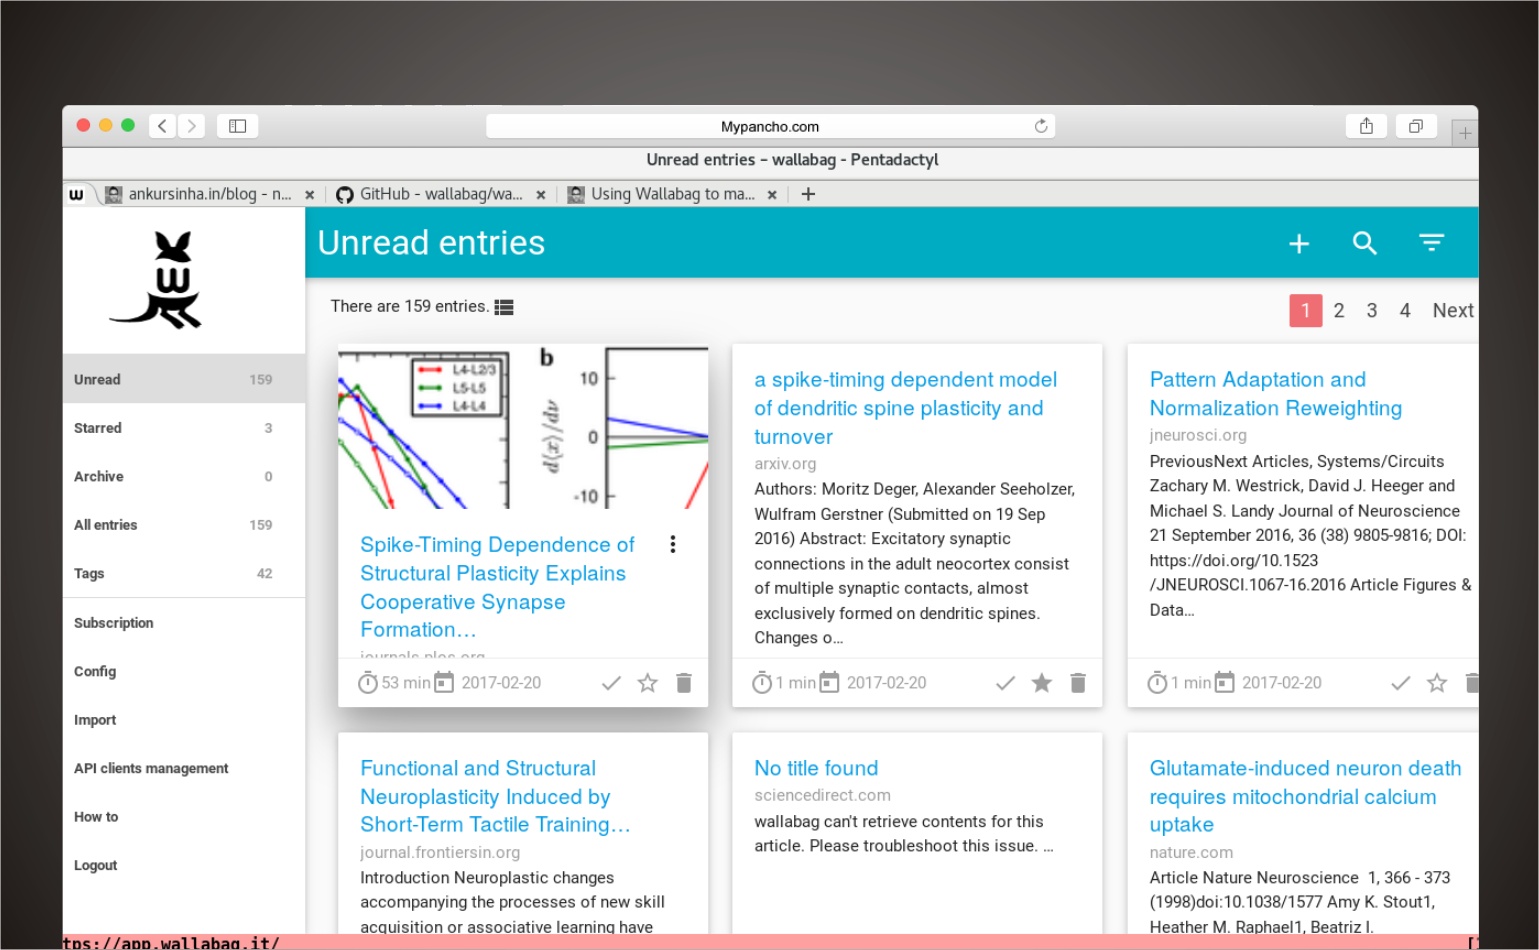 Mypancho.com
Unread entries – wallabag - Pentadactyl
w ankursinha.in/blog - n... GitHub - wallabag/wa... Using Wallabag to ma...
w
Unread entries
There are 159 entries.
1 2 3 4 Next
Unread 159
Starred 3
Archive 0
All entries 159
Tags 42
Subscription
Config
Import
API clients management
How to
Logout
L4-L2/3
L5-L5
L4-L4
b
d⟨x⟩/dν
10
0
-10
Spike-Timing Dependence of
Structural Plasticity Explains
Cooperative Synapse
Formation…
journals.plos.org
53 min 2017-02-20
a spike-timing dependent model
of dendritic spine plasticity and
turnover
arxiv.org
Authors: Moritz Deger, Alexander Seeholzer,
Wulfram Gerstner (Submitted on 19 Sep
2016) Abstract: Excitatory synaptic
connections in the adult neocortex consist
of multiple synaptic contacts, almost
exclusively formed on dendritic spines.
Changes o…
1 min 2017-02-20
Pattern Adaptation and
Normalization Reweighting
jneurosci.org
PreviousNext Articles, Systems/Circuits
Zachary M. Westrick, David J. Heeger and
Michael S. Landy Journal of Neuroscience
21 September 2016, 36 (38) 9805-9816; DOI:
https://doi.org/10.1523
/JNEUROSCI.1067-16.2016 Article Figures &
Data…
1 min 2017-02-20
Functional and Structural
Neuroplasticity Induced by
Short-Term Tactile Training…
journal.frontiersin.org
Introduction Neuroplastic changes
accompanying the processes of new skill
acquisition or associative learning have
No title found
sciencedirect.com
wallabag can't retrieve contents for this
article. Please troubleshoot this issue. …
Glutamate-induced neuron death
requires mitochondrial calcium
uptake
nature.com
Article Nature Neuroscience 1, 366 - 373
(1998)doi:10.1038/1577 Amy K. Stout1,
Heather M. Raphael1, Beatriz I.
tps://app.wallabag.it/